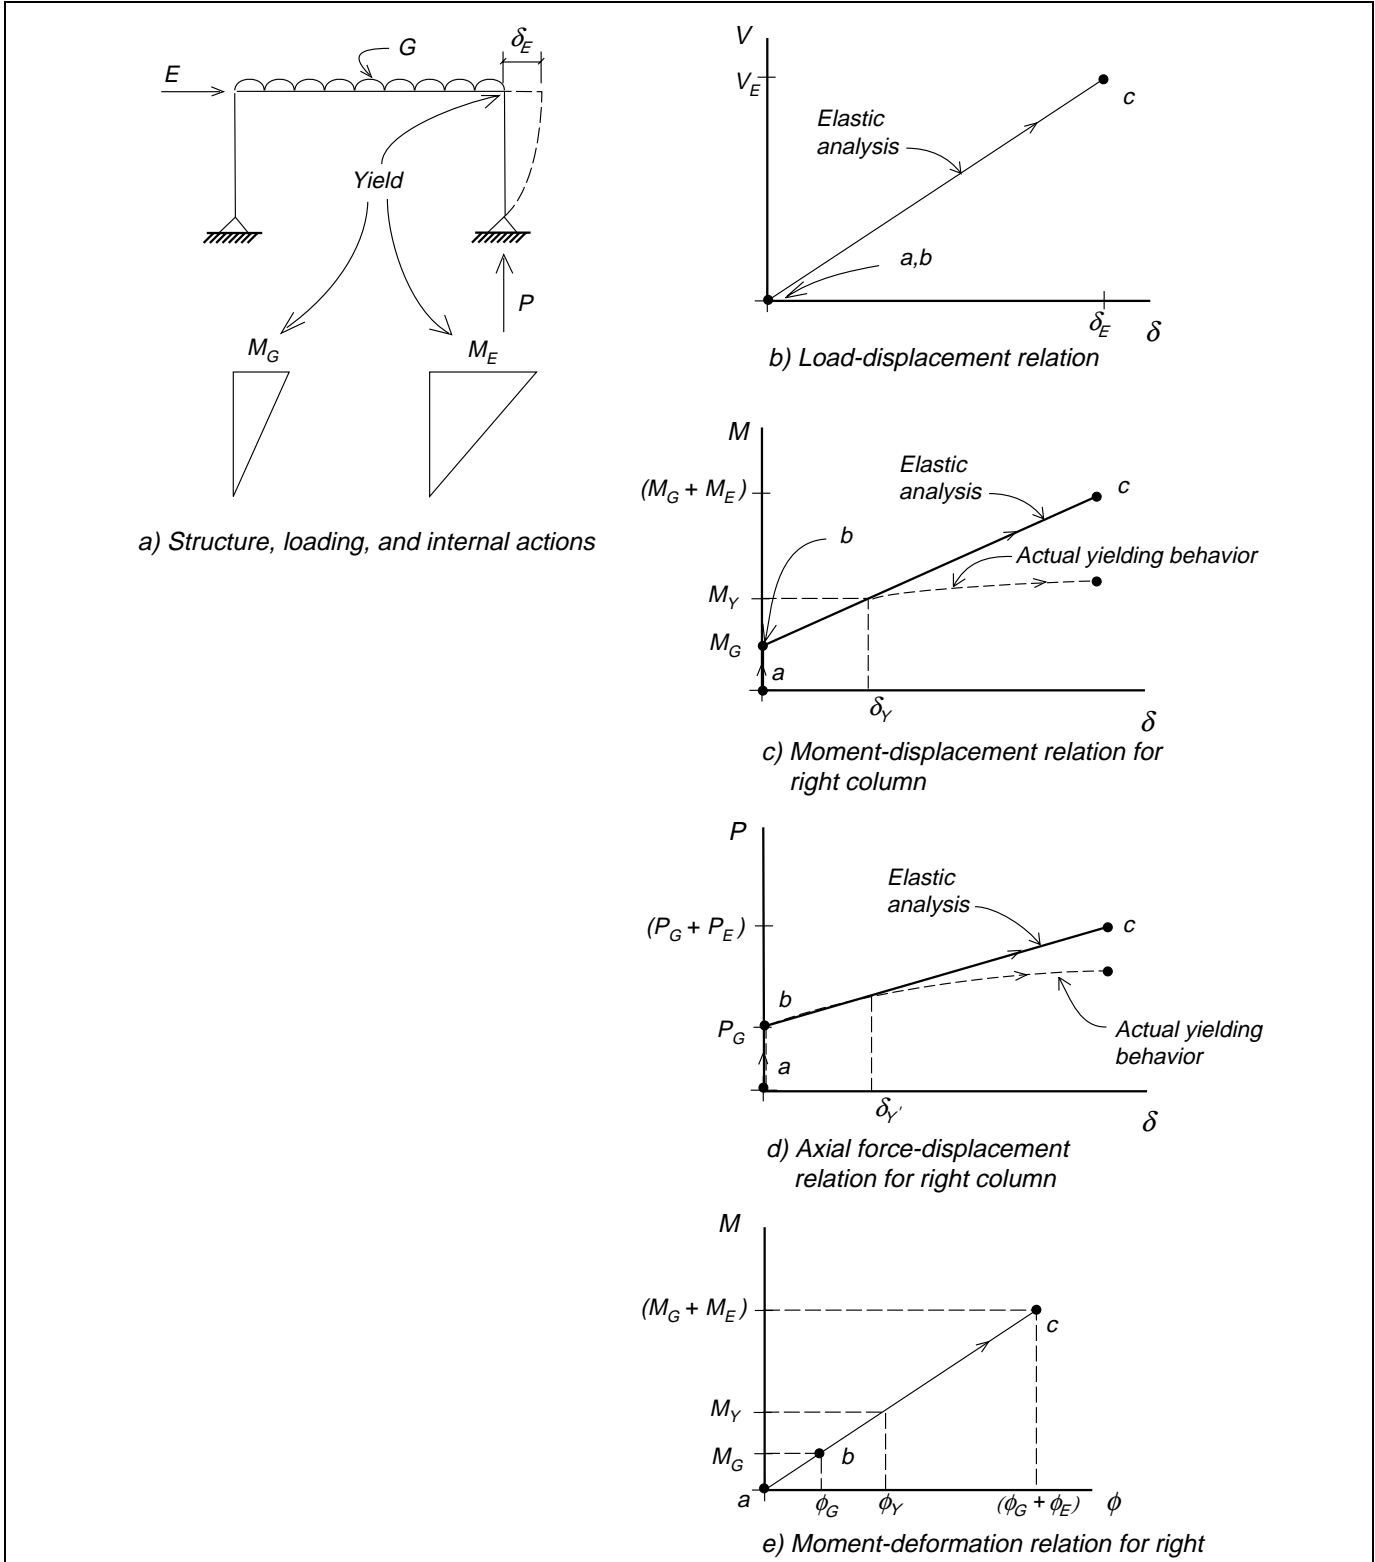 δE
G
E
Yield
P
MG
ME
a) Structure, loading, and internal actions
V
VE
c
Elastic
analysis
a,b
δE
δ
b) Load-displacement relation
M
(MG + ME)
Elastic
analysis
c
b
Actual yielding behavior
MY
MG
a
δY
δ
c) Moment-displacement relation for
right column
P
Elastic
analysis
(PG + PE)
c
b
PG
Actual yielding
behavior
a
δY'
δ
d) Axial force-displacement
relation for right column
M
(MG + ME)
c
MY
MG
b
a
ϕG
ϕY
(ϕG + ϕE)
ϕ
e) Moment-deformation relation for right